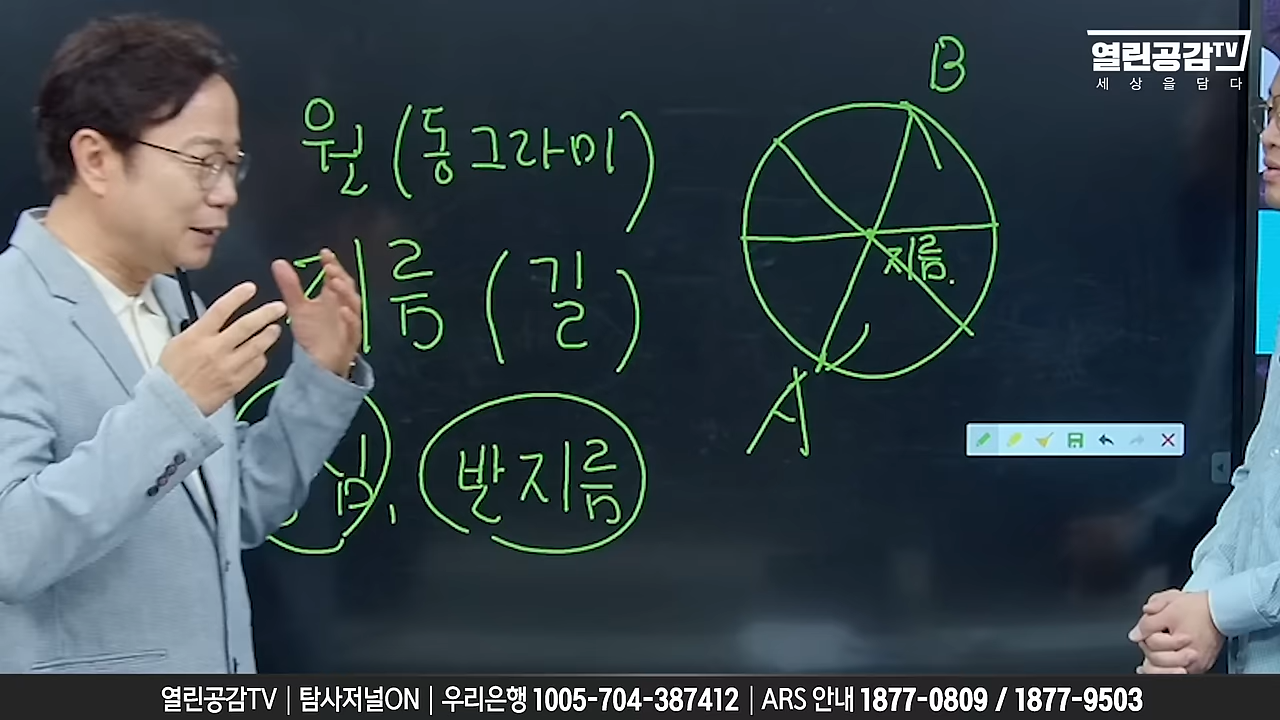 열린공감TV
세상을담다
B
원 (동그라미)
지름 (길)
지름.
A
심, 반지름
열린공감TV | 탐사저널ON | 우리은행 1005-704-387412 | ARS 안내 1877-0809 / 1877-9503